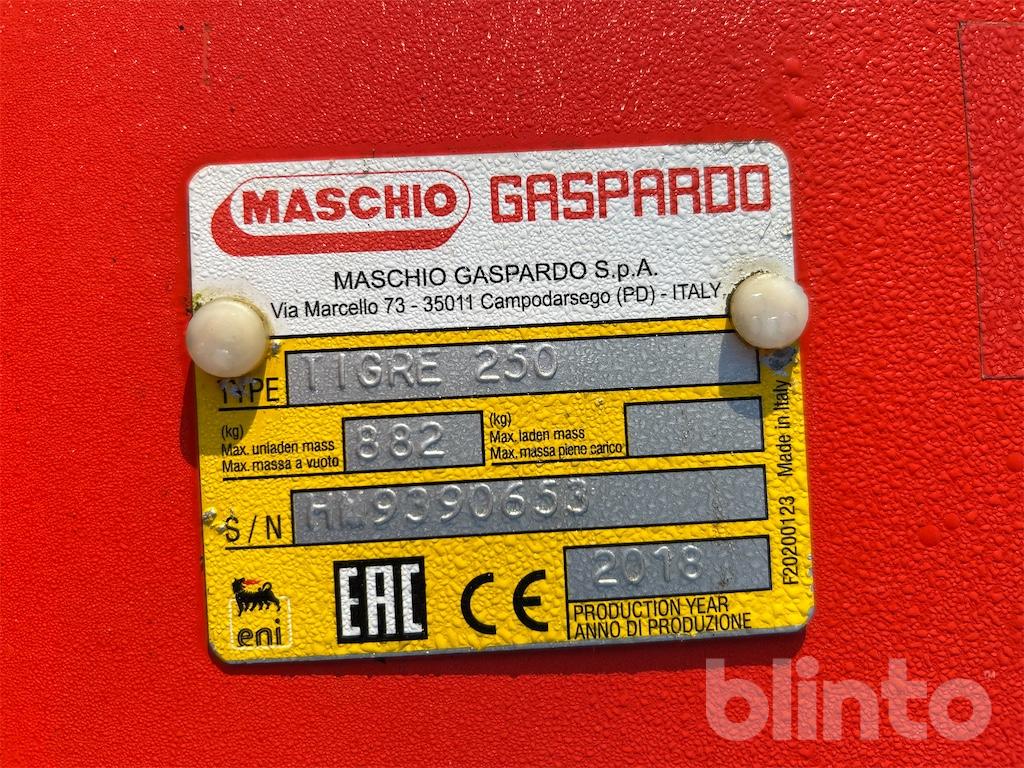 MASCHIO GASPARDO
MASCHIO GASPARDO S.p.A.
Via Marcello 73 - 35011 Campodarsego (PD) - ITALY
TYPE TIGRE 250
(kg)
Max. unladen mass
Max. massa a vuoto
882
(kg)
Max. laden mass
Max. massa piene carico
S/N HM9390653
EAC CE
2018
PRODUCTION YEAR
ANNO DI PRODUZIONE
eni
F20200123 Made in Italy
blinto™